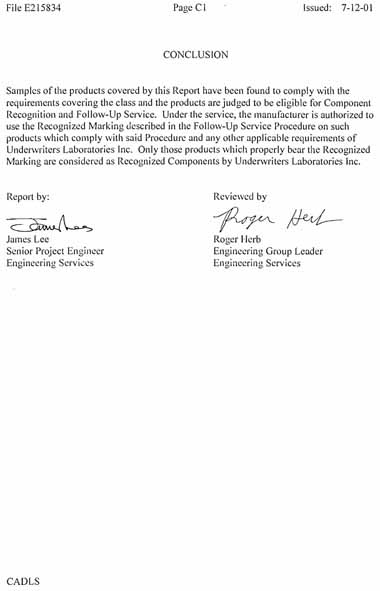 File E215834 Page C1 Issued: 7-12-01
CONCLUSION
Samples of the products covered by this Report have been found to comply with the
requirements covering the class and the products are judged to be eligible for Component
Recognition and Follow-Up Service. Under the service, the manufacturer is authorized to
use the Recognized Marking described in the Follow-Up Service Procedure on such
products which comply with said Procedure and any other applicable requirements of
Underwriters Laboratories Inc. Only those products which properly bear the Recognized
Marking are considered as Recognized Components by Underwriters Laboratories Inc.
Report by: Reviewed by
James Lee Roger Herb
James Lee Roger Herb
Senior Project Engineer Engineering Group Leader
Engineering Services Engineering Services
CADLS